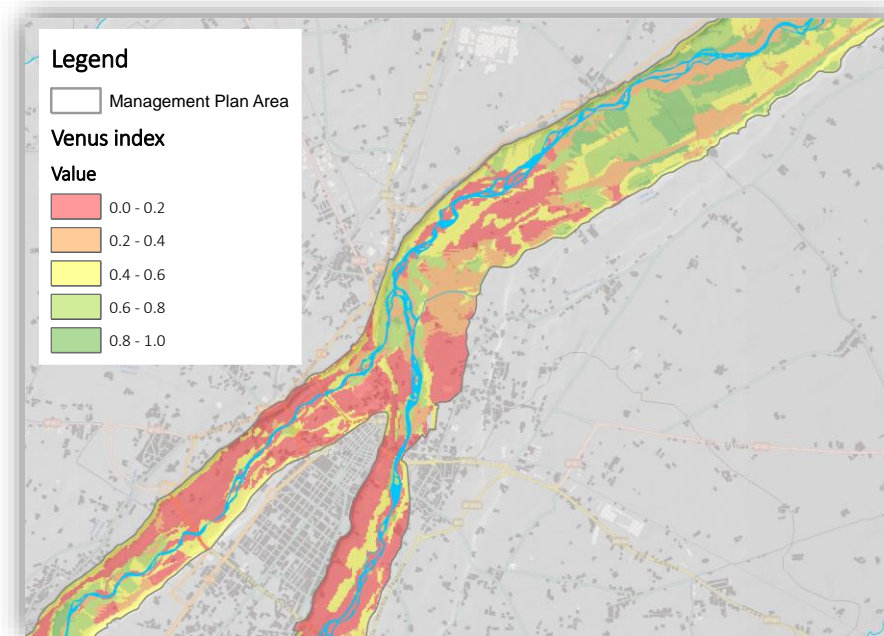 Legend
Management Plan Area
Venus index
Value
0.0 - 0.2
0.2 - 0.4
0.4 - 0.6
0.6 - 0.8
0.8 - 1.0